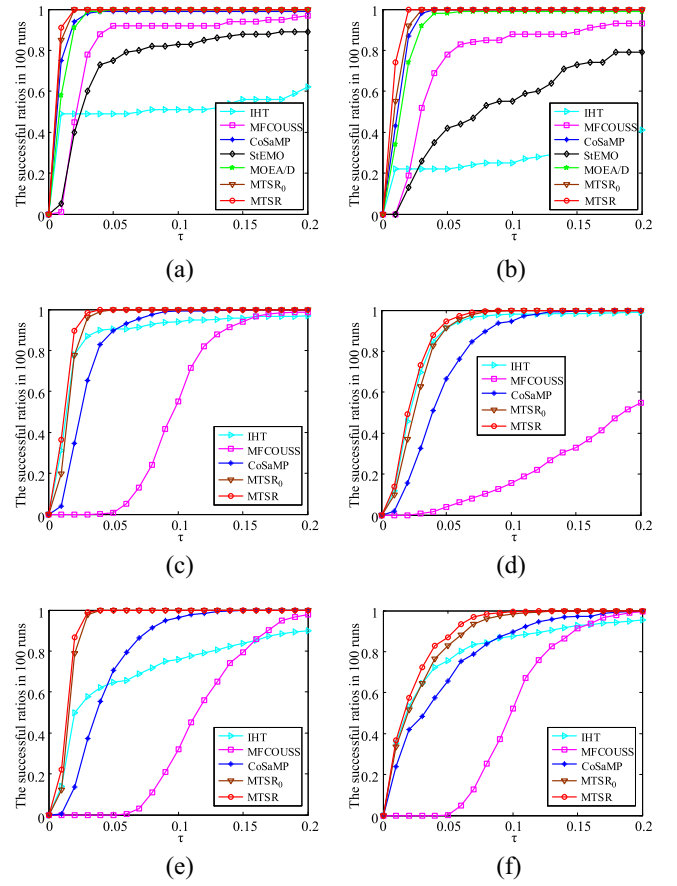 The successful ratios in 100 runs
1
0.8
0.6
0.4
0.2
0
IHT
MFCOUSS
CoSaMP
StEMO
MOEA/D
MTSR₀
MTSR
0 0.05 0.1 0.15 0.2
τ
(a)
The successful ratios in 100 runs
1
0.8
0.6
0.4
0.2
0
IHT
MFCOUSS
CoSaMP
StEMO
MOEA/D
MTSR₀
MTSR
0 0.05 0.1 0.15 0.2
τ
(b)
The successful ratios in 100 runs
1
0.8
0.6
0.4
0.2
0
IHT
MFCOUSS
CoSaMP
MTSR₀
MTSR
0 0.05 0.1 0.15 0.2
τ
(c)
The successful ratios in 100 runs
1
0.8
0.6
0.4
0.2
0
IHT
MFCOUSS
CoSaMP
MTSR₀
MTSR
0 0.05 0.1 0.15 0.2
τ
(d)
The successful ratios in 100 runs
1
0.8
0.6
0.4
0.2
0
IHT
MFCOUSS
CoSaMP
MTSR₀
MTSR
0 0.05 0.1 0.15 0.2
τ
(e)
The successful ratios in 100 runs
1
0.8
0.6
0.4
0.2
0
IHT
MFCOUSS
CoSaMP
MTSR₀
MTSR
0 0.05 0.1 0.15 0.2
τ
(f)